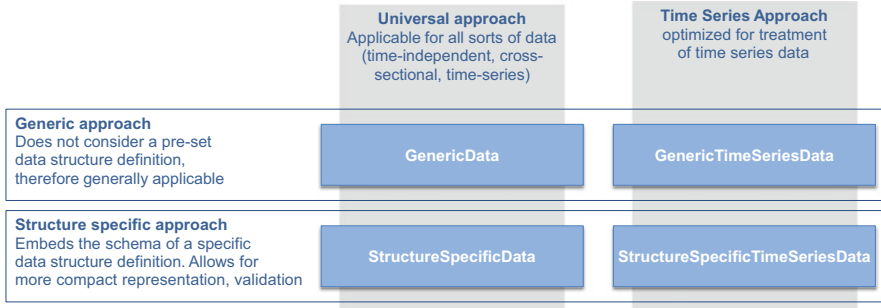 Universal approach
Applicable for all sorts of data
(time-independent, cross-
sectional, time-series)
Time Series Approach
optimized for treatment
of time series data
Generic approach
Does not consider a pre-set
data structure definition,
therefore generally applicable
GenericData
GenericTimeSeriesData
Structure specific approach
Embeds the schema of a specific
data structure definition. Allows for
more compact representation, validation
StructureSpecificData
StructureSpecificTimeSeriesData